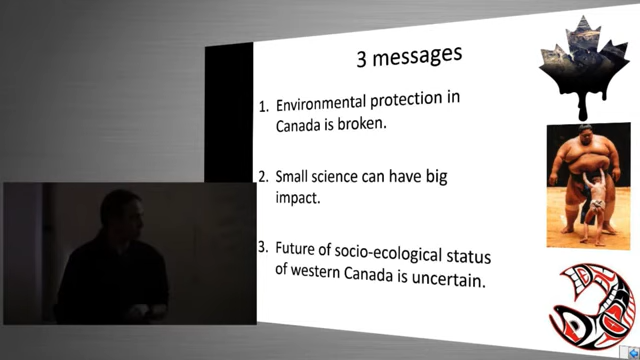 3 messages
1. Environmental protection in
Canada is broken.
2. Small science can have big
impact.
3. Future of socio-ecological status
of western Canada is uncertain.